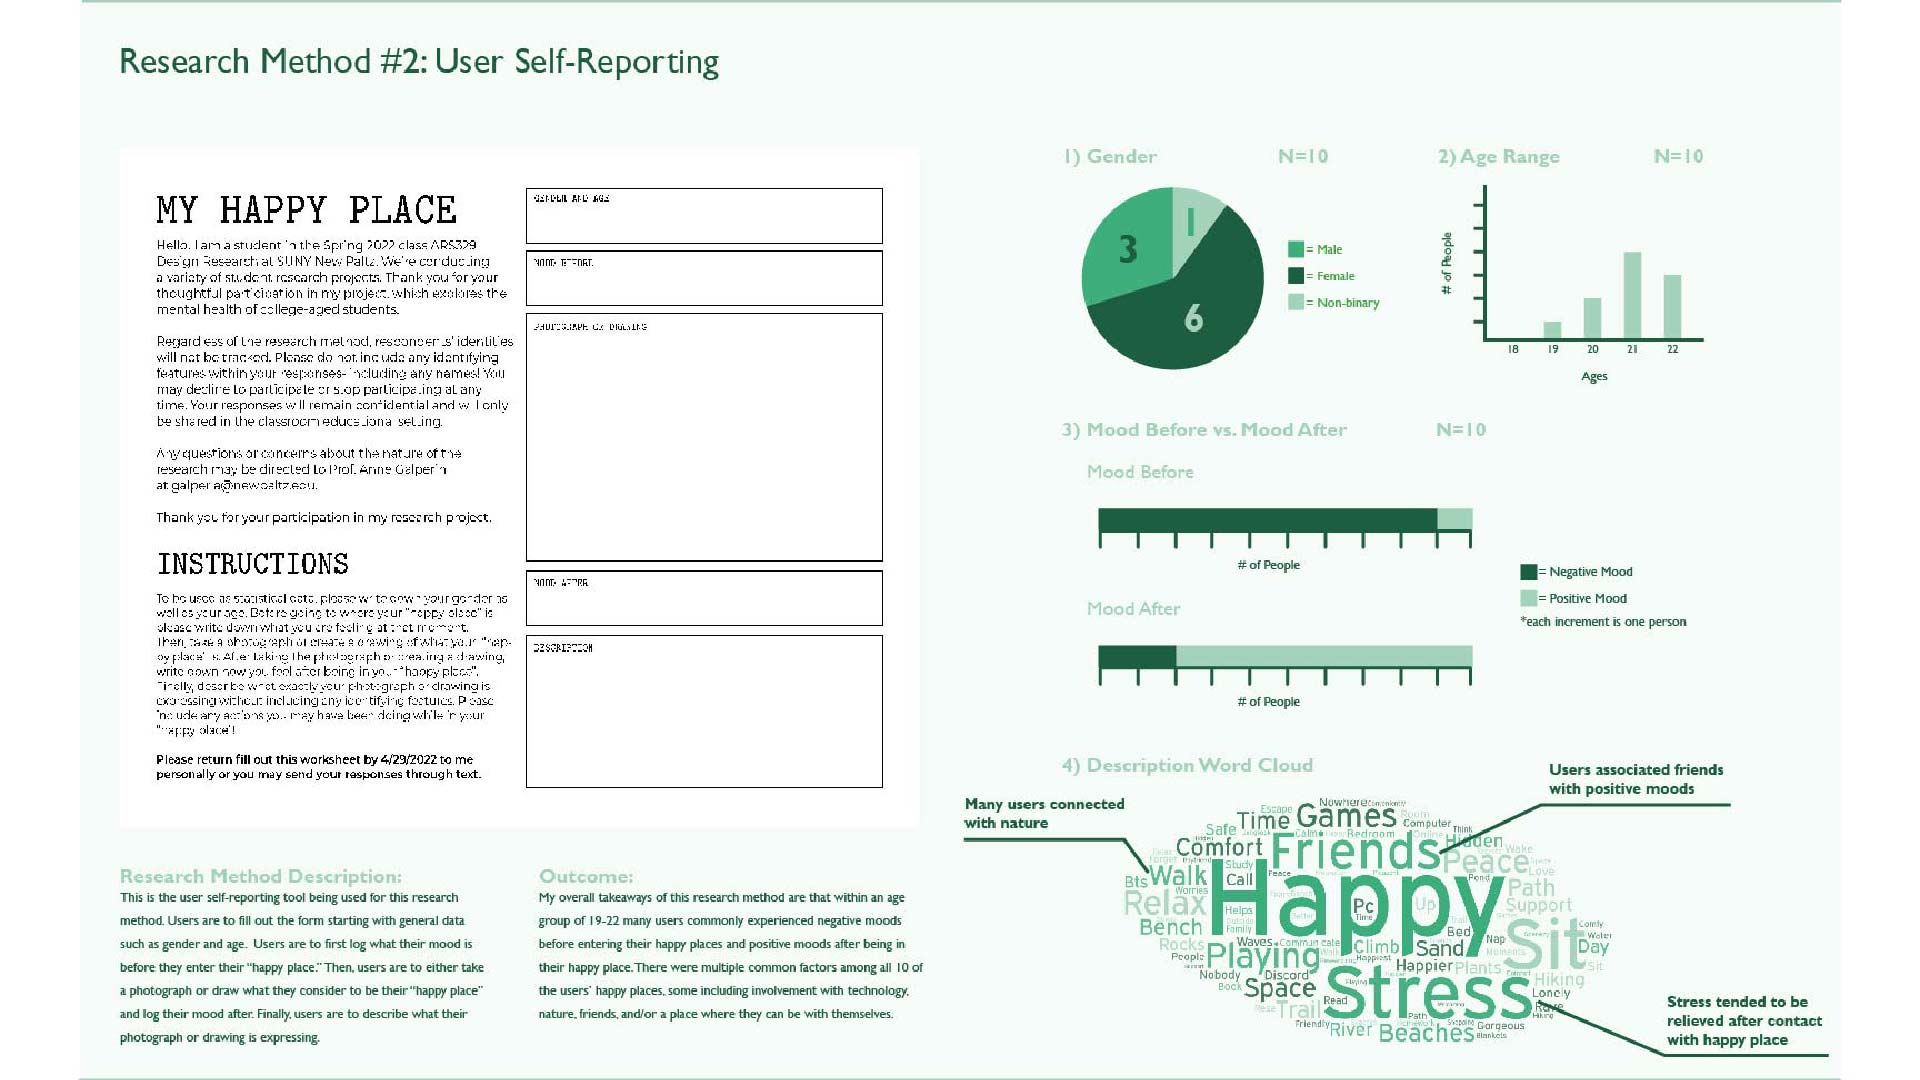 Research Method #2: User Self-Reporting
MY HAPPY PLACE
Hello. I am a student in the Spring 2022 class ARS329
Design Research at SUNY New Paltz. We're conducting
a variety of student research projects. Thank you for your
thoughtful participation in my project, which explores the
mental health of college-aged students.
Regardless of the research method, respondents' identities
will not be tracked. Please do not include any identifying
features within your responses- including any names! You
may decline to participate or stop participating at any
time. Your responses will remain confidential and will only
be shared in the classroom educational setting.
Any questions or concerns about the nature of the
research may be directed to Prof. Anne Galperin
at galperia@newpaltz.edu.
Thank you for your participation in my research project.
INSTRUCTIONS
To be used as statistical data, please write down your gender as
well as your age. Before going to where your "happy place" is
please write down what you are feeling at that moment.
Then, take a photograph or create a drawing of what your "hap-
py place" is. After taking the photograph or creating a drawing,
write down how you feel after being in your "happy place".
Finally, describe what exactly your photograph or drawing is
expressing without including any identifying features. Please
include any actions you may have been doing while in your
"happy place"!
Please return fill out this worksheet by 4/29/2022 to me
personally or you may send your responses through text.
GENDER AND AGE
MOOD BEFORE
PHOTOGRAPH OR DRAWING
MOOD AFTER
DESCRIPTION
Research Method Description:
This is the user self-reporting tool being used for this research
method. Users are to fill out the form starting with general data
such as gender and age. Users are to first log what their mood is
before they enter their “happy place.” Then, users are to either take
a photograph or draw what they consider to be their “happy place”
and log their mood after. Finally, users are to describe what their
photograph or drawing is expressing.
Outcome:
My overall takeaways of this research method are that within an age
group of 19-22 many users commonly experienced negative moods
before entering their happy places and positive moods after being in
their happy place. There were multiple common factors among all 10 of
the users' happy places, some including involvement with technology,
nature, friends, and/or a place where they can be with themselves.
1) Gender N=10
3
1
6
= Male
= Female
= Non-binary
2) Age Range N=10
# of People
18 19 20 21 22
Ages
3) Mood Before vs. Mood After N=10
Mood Before
# of People
Mood After
# of People
= Negative Mood
= Positive Mood
*each increment is one person
4) Description Word Cloud
Many users connected
with nature
Users associated friends
with positive moods
Stress tended to be
relieved after contact
with happy place
Escape Nowhere
Time Games Room
Safe Calm Bedroom Online Computer Think
Comfort Friends Hidden
Forget Study Peace Peace Wake
Bts Walk Call Pond Love
Worries Happy Path
Relax Helps Pc Up Support
Bench Outside Time Trail
Family Bed Comfy
Rocks Waves Communicate Climb Sand Nap Sit Water
People Playing Walk Happiest Moments Day
Nobody Discord Happier Plants Sit
Book Space Stress Hiking
Read Lonely
Rest Trail Rave
Path Hiking
Friendly River Beaches Gorgeous
Blankets